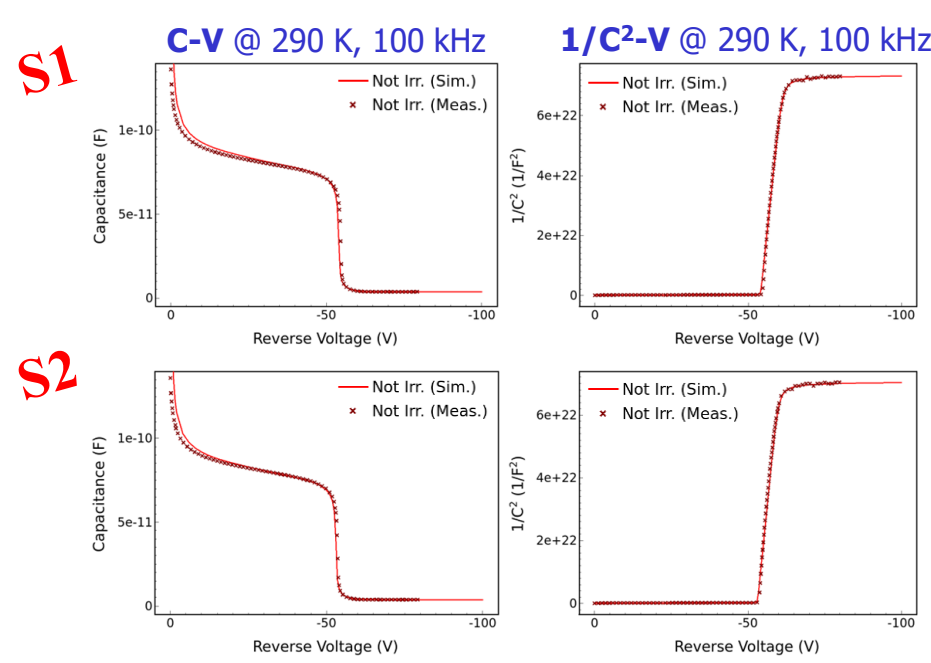 C-V @ 290 K, 100 kHz
1/C²-V @ 290 K, 100 kHz
S1
Capacitance (F)
1e-10
5e-11
0
Not Irr. (Sim.)
Not Irr. (Meas.)
0
-50
-100
Reverse Voltage (V)
1/C² (1/F²)
6e+22
4e+22
2e+22
0
Not Irr. (Sim.)
Not Irr. (Meas.)
0
-50
-100
Reverse Voltage (V)
S2
Capacitance (F)
1e-10
5e-11
0
Not Irr. (Sim.)
Not Irr. (Meas.)
0
-50
-100
Reverse Voltage (V)
1/C² (1/F²)
6e+22
4e+22
2e+22
0
Not Irr. (Sim.)
Not Irr. (Meas.)
0
-50
-100
Reverse Voltage (V)